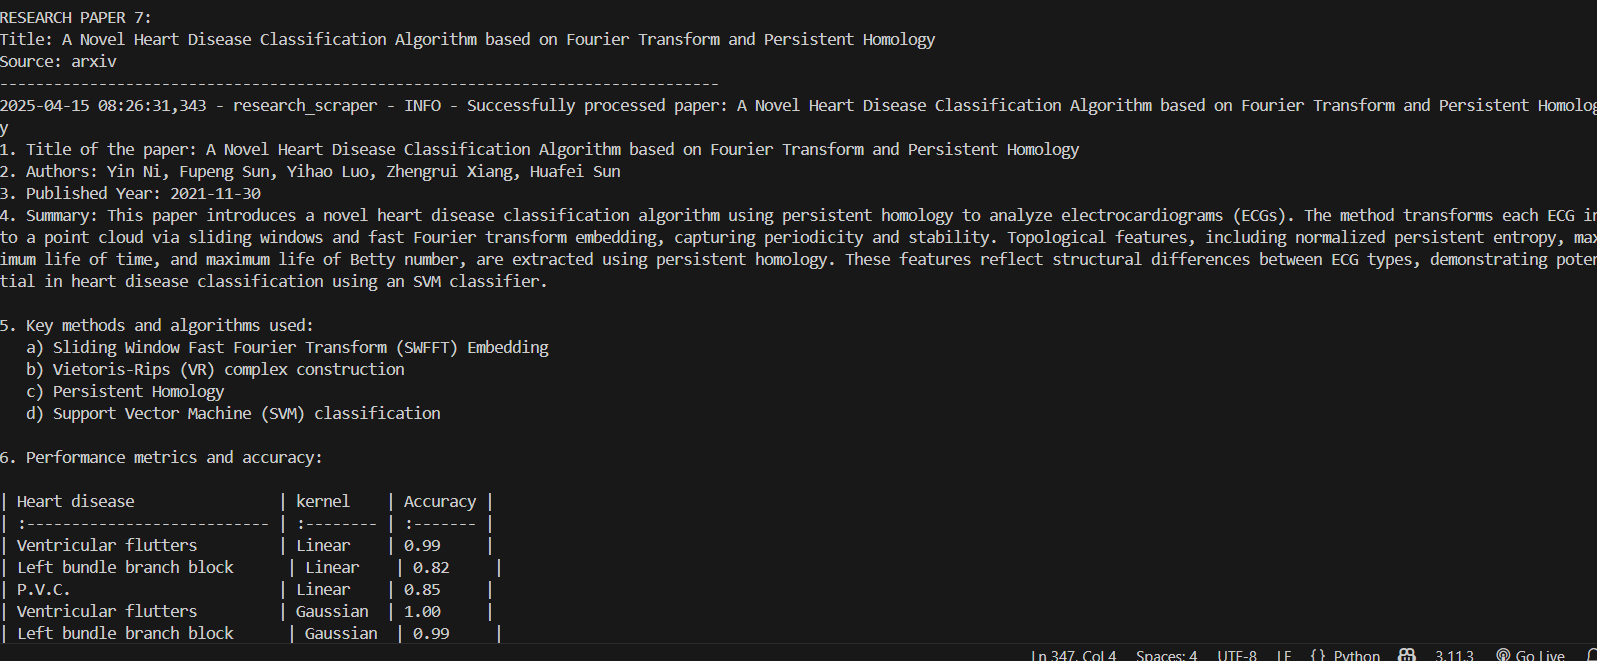 RESEARCH PAPER 7:
Title: A Novel Heart Disease Classification Algorithm based on Fourier Transform and Persistent Homology
Source: arxiv
--------------------------------------------------------------------------------
2025-04-15 08:26:31,343 - research_scraper - INFO - Successfully processed paper: A Novel Heart Disease Classification Algorithm based on Fourier Transform and Persistent Homolog
y
1. Title of the paper: A Novel Heart Disease Classification Algorithm based on Fourier Transform and Persistent Homology
2. Authors: Yin Ni, Fupeng Sun, Yihao Luo, Zhengrui Xiang, Huafei Sun
3. Published Year: 2021-11-30
4. Summary: This paper introduces a novel heart disease classification algorithm using persistent homology to analyze electrocardiograms (ECGs). The method transforms each ECG in
to a point cloud via sliding windows and fast Fourier transform embedding, capturing periodicity and stability. Topological features, including normalized persistent entropy, max
imum life of time, and maximum life of Betty number, are extracted using persistent homology. These features reflect structural differences between ECG types, demonstrating poten
tial in heart disease classification using an SVM classifier.
5. Key methods and algorithms used:
a) Sliding Window Fast Fourier Transform (SWFFT) Embedding
b) Vietoris-Rips (VR) complex construction
c) Persistent Homology
d) Support Vector Machine (SVM) classification
6. Performance metrics and accuracy:
| Heart disease | kernel | Accuracy |
| :--------------------------- | :-------- | :------- |
| Ventricular flutters | Linear | 0.99 |
| Left bundle branch block | Linear | 0.82 |
| P.V.C. | Linear | 0.85 |
| Ventricular flutters | Gaussian | 1.00 |
| Left bundle branch block | Gaussian | 0.99 |
Ln 347, Col 4 Spaces: 4 UTF-8 LF {} Python 3.11.3 Go Live